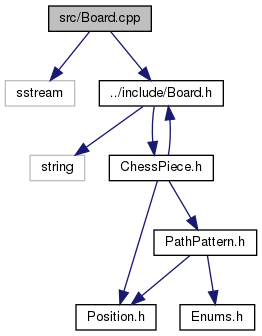 src/Board.cpp
sstream
../include/Board.h
string
ChessPiece.h
PathPattern.h
Position.h
Enums.h